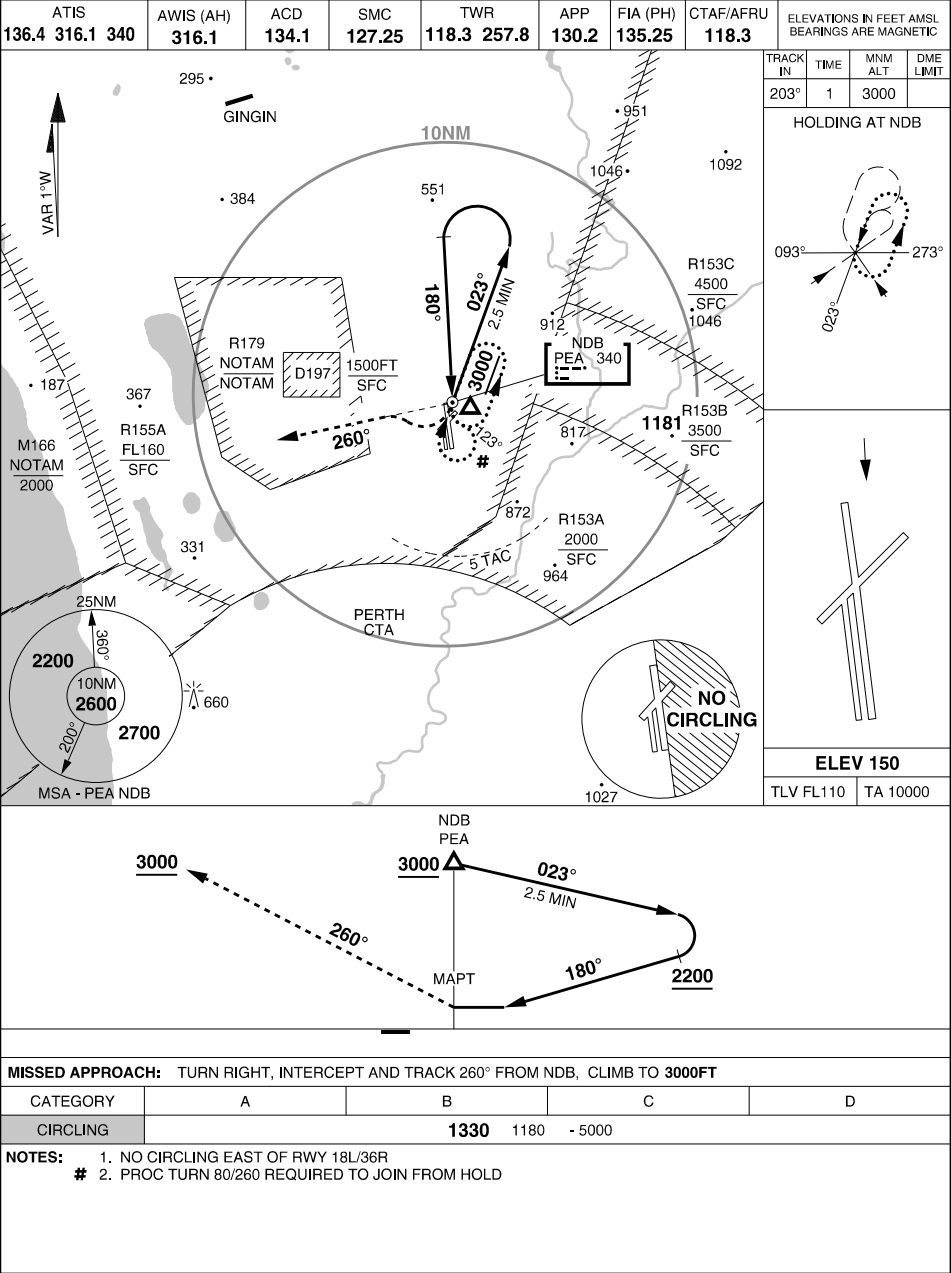 ATIS
136.4 316.1 340
AWIS (AH)
316.1
ACD
134.1
SMC
127.25
TWR
118.3 257.8
APP
130.2
FIA (PH)
135.25
CTAF/AFRU
118.3
ELEVATIONS IN FEET AMSL
BEARINGS ARE MAGNETIC
TRACK IN
TIME
MNM ALT
DME LIMIT
203°
1
3000
HOLDING AT NDB
093°
273°
023°
VAR 1°W
295
GINGIN
10NM
951
1092
1046
384
551
R153C
4500
SFC
1046
180°
023°
2.5 MIN
912
NDB
PEA 340
R179
NOTAM
NOTAM
D197
1500FT
SFC
3000
187
367
R155A
FL160
SFC
M166
NOTAM
2000
260°
123°
#
817
1181
R153B
3500
SFC
872
R153A
2000
SFC
331
5 TAC
964
PERTH
CTA
25NM
360°
2200
10NM
2600
2700
200°
MSA - PEA NDB
660
NO
CIRCLING
1027
ELEV 150
TLV FL110
TA 10000
NDB
PEA
3000
3000
023°
2.5 MIN
260°
MAPT
180°
2200
MISSED APPROACH: TURN RIGHT, INTERCEPT AND TRACK 260° FROM NDB, CLIMB TO 3000FT
CATEGORY
A
B
C
D
CIRCLING
1330 1180 - 5000
NOTES: 1. NO CIRCLING EAST OF RWY 18L/36R
# 2. PROC TURN 80/260 REQUIRED TO JOIN FROM HOLD